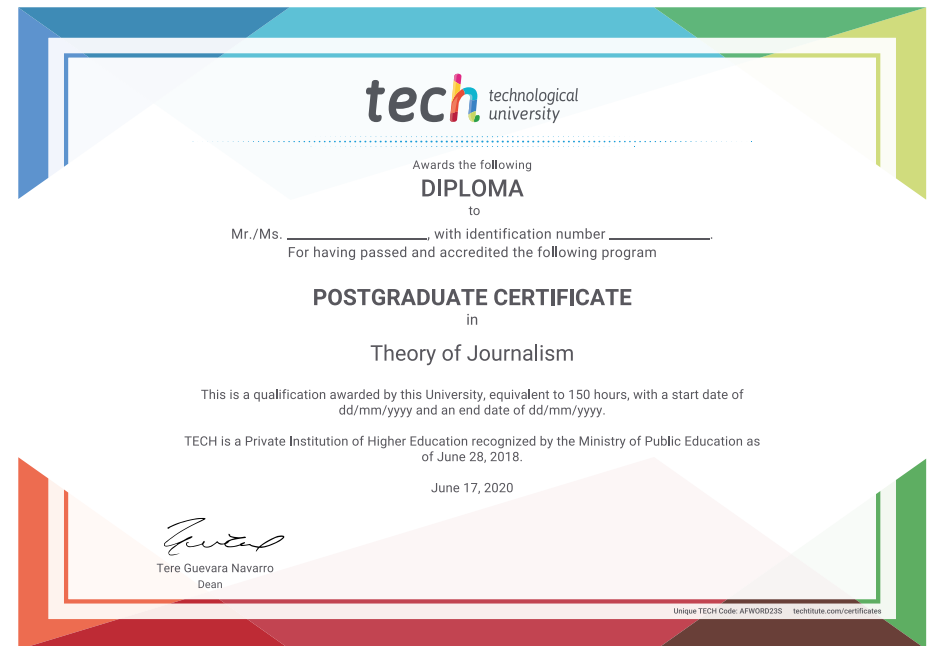 tech technological
university
Awards the following
DIPLOMA
to
Mr./Ms. ____________________, with identification number ______________.
For having passed and accredited the following program
POSTGRADUATE CERTIFICATE
in
Theory of Journalism
This is a qualification awarded by this University, equivalent to 150 hours, with a start date of
dd/mm/yyyy and an end date of dd/mm/yyyy.
TECH is a Private Institution of Higher Education recognized by the Ministry of Public Education as
of June 28, 2018.
June 17, 2020
Tere Guevara Navarro
Dean
Unique TECH Code: AFWORD23S techtitute.com/certificates